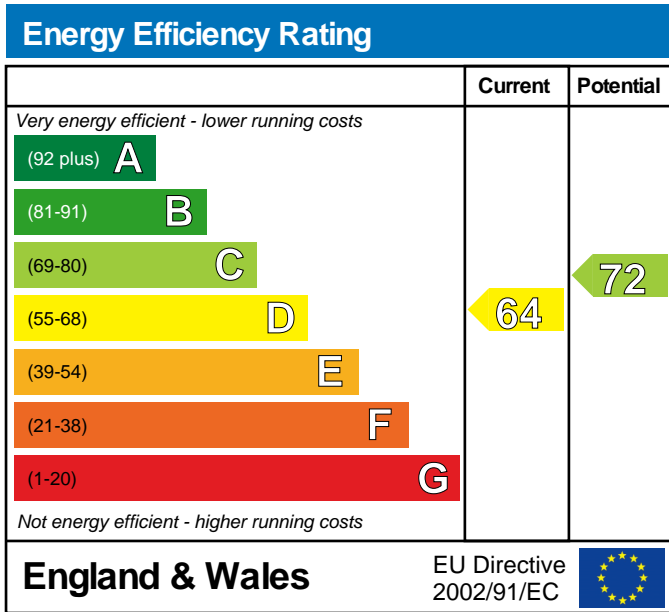 Energy Efficiency Rating
Current Potential
Very energy efficient - lower running costs
(92 plus) A
(81-91) B
(69-80) C
72
(55-68) D
64
(39-54) E
(21-38) F
(1-20) G
Not energy efficient - higher running costs
England & Wales
EU Directive
2002/91/EC